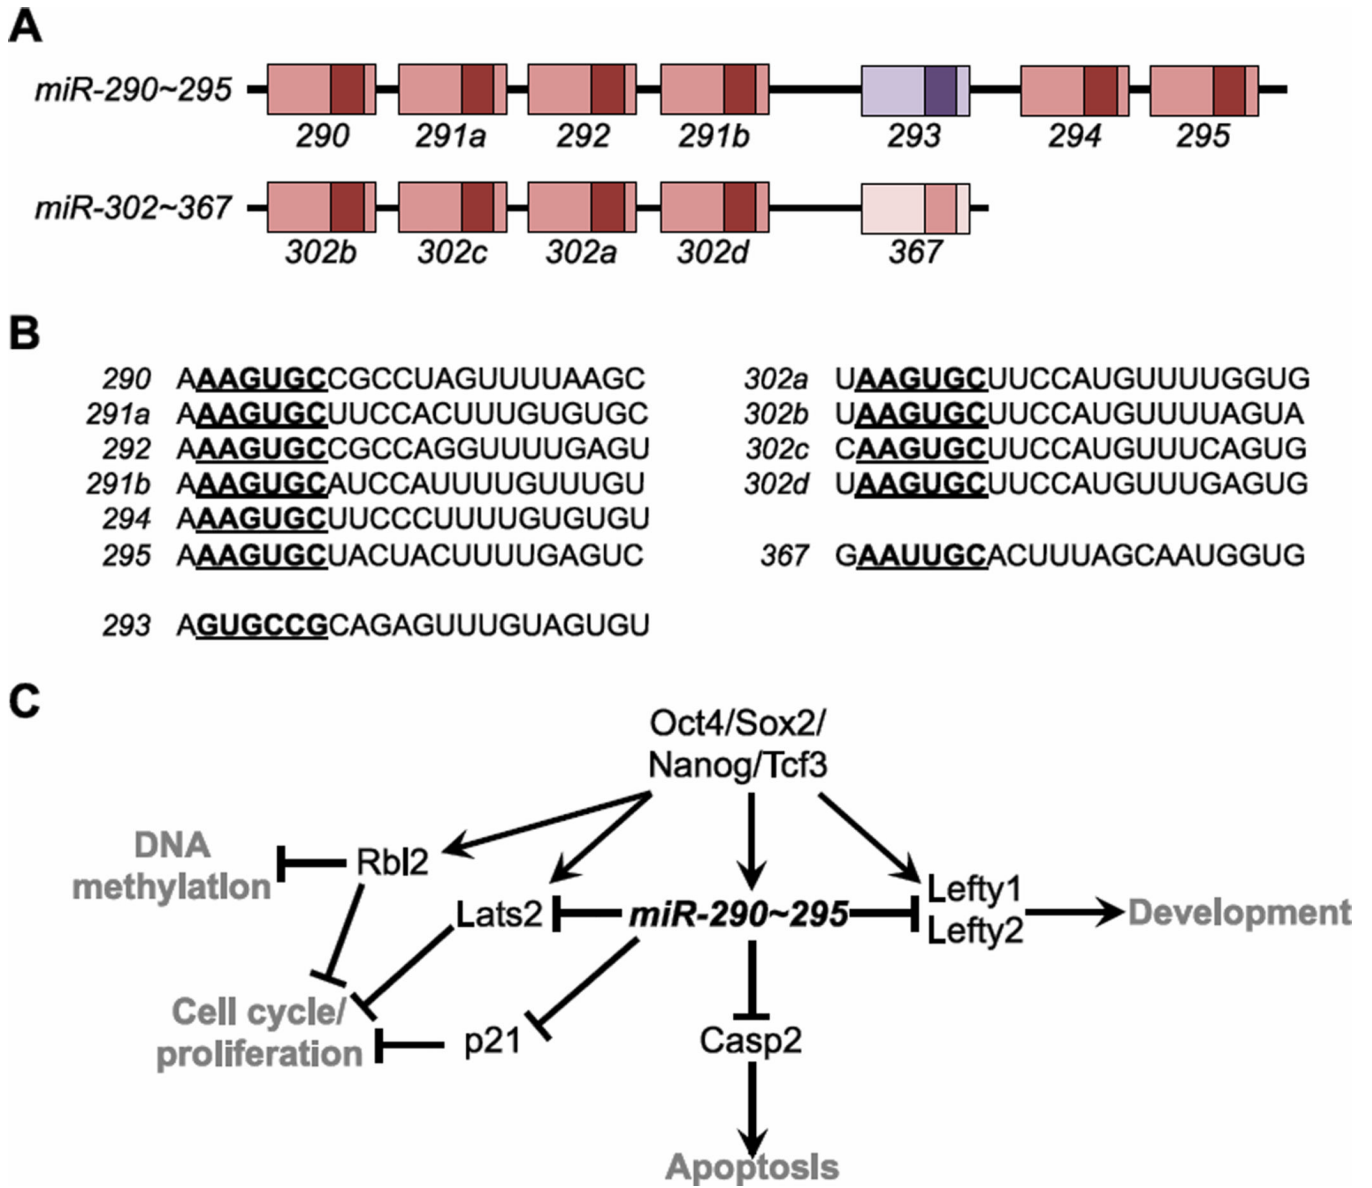 A
miR-290~295
290 291a 292 291b 293 294 295
miR-302~367
302b 302c 302a 302d 367
B
290 AAAGUGCCGCCUAGUUUUAAGC
291a AAAGUGCUUCCACUUUGUGUGC
292 AAAGUGCCGCCAGGUUUUGAGU
291b AAAGUGCAUCCAUUUUGUUUGU
294 AAAGUGCUUCCCUUUUGUGUGU
295 AAAGUGCUACUACUUUUGAGUC
293 AGUGCCGCAGAGUUUGUAGUGU
302a UAAGUGCUUCCAUGUUUUGGUG
302b UAAGUGCUUCCAUGUUUUAGUA
302c CAAGUGCUUCCAUGUUUCAGUG
302d UAAGUGCUUCCAUGUUUGAGUG
367 GAAUUGCACUUUAGCAAUGGUG
C
Oct4/Sox2/
Nanog/Tcf3
DNA
methylation
Rbl2
Lats2
miR-290~295
Lefty1
Lefty2
Development
Cell cycle/
proliferation
p21
Casp2
Apoptosis